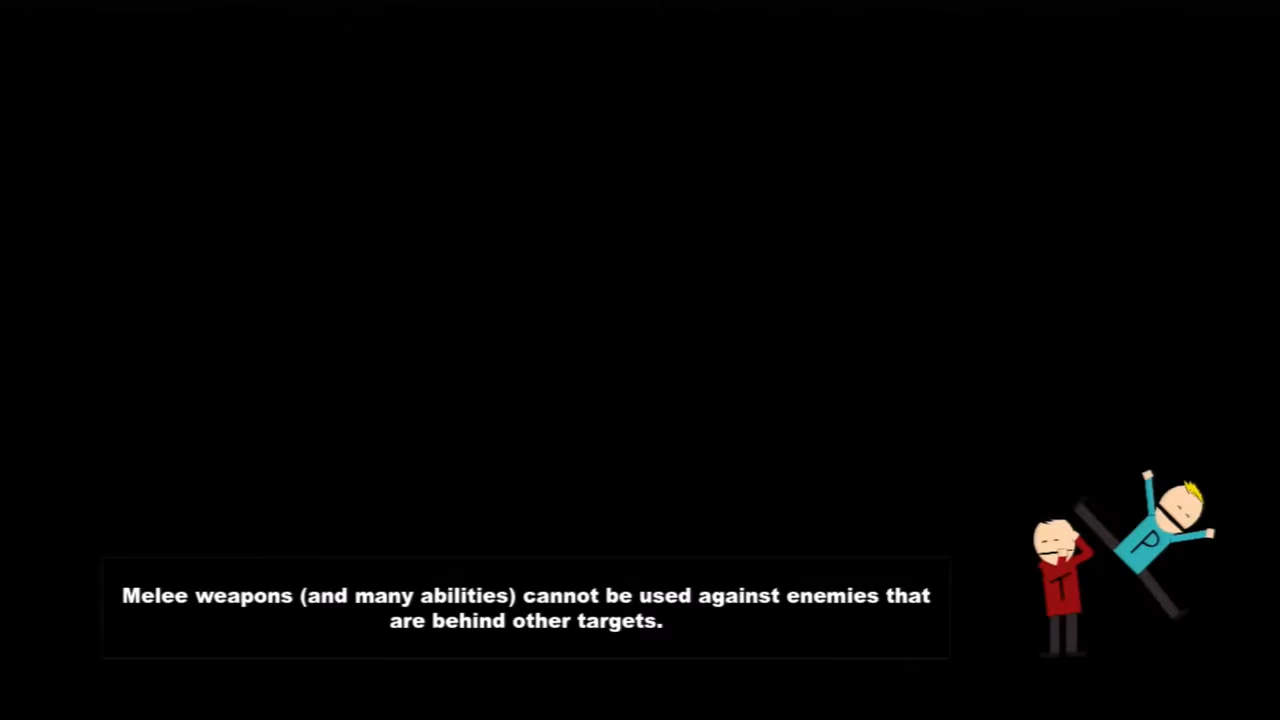 Melee weapons (and many abilities) cannot be used against enemies that
are behind other targets.
T
P